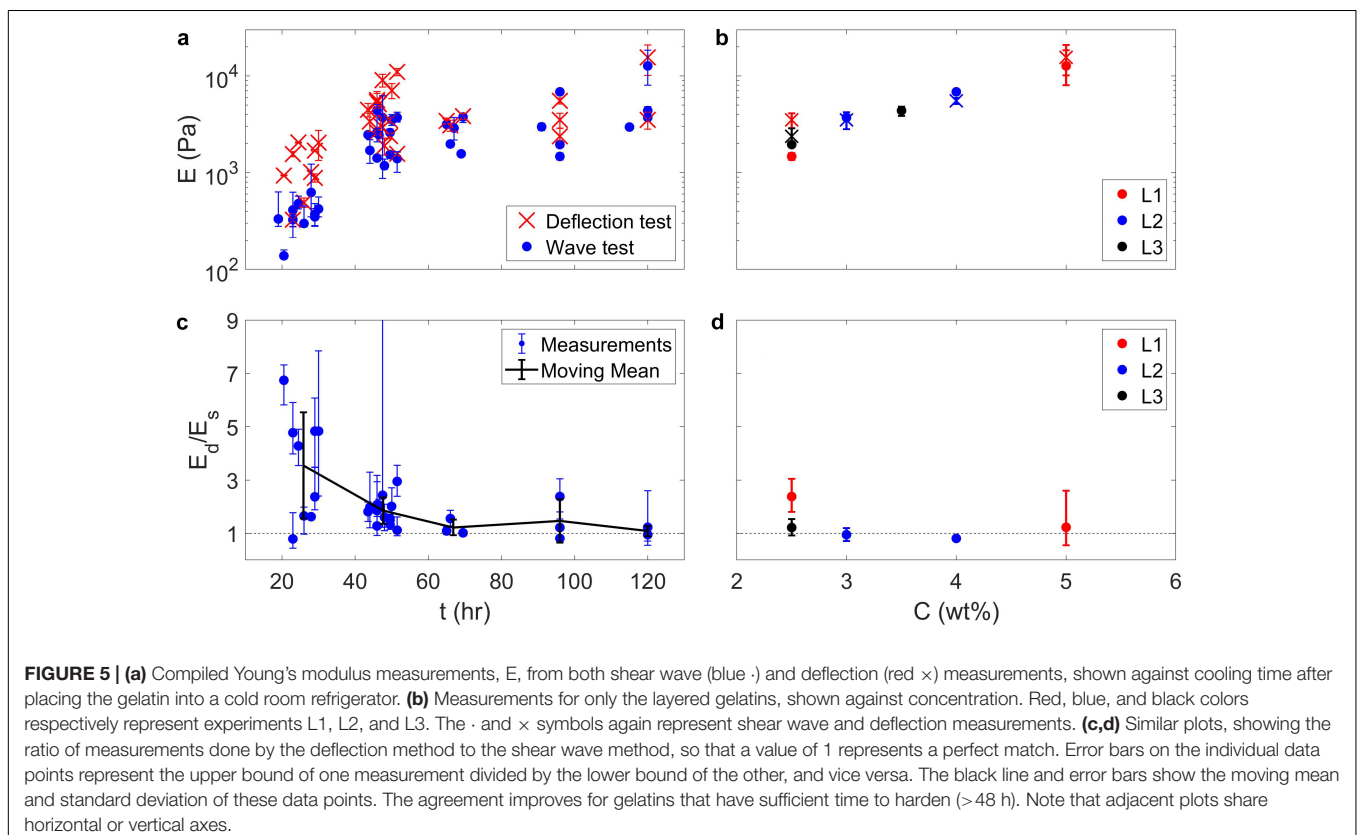 a
b
10^4
10^3
10^2
E (Pa)
Deflection test
Wave test
L1
L2
L3
c
d
9
7
5
3
1
E_d/E_s
Measurements
Moving Mean
L1
L2
L3
20 40 60 80 100 120
t (hr)
2 3 4 5 6
C (wt%)
FIGURE 5 | (a) Compiled Young's modulus measurements, E, from both shear wave (blue ·) and deflection (red ×) measurements, shown against cooling time after
placing the gelatin into a cold room refrigerator. (b) Measurements for only the layered gelatins, shown against concentration. Red, blue, and black colors
respectively represent experiments L1, L2, and L3. The · and × symbols again represent shear wave and deflection measurements. (c,d) Similar plots, showing the
ratio of measurements done by the deflection method to the shear wave method, so that a value of 1 represents a perfect match. Error bars on the individual data
points represent the upper bound of one measurement divided by the lower bound of the other, and vice versa. The black line and error bars show the moving mean
and standard deviation of these data points. The agreement improves for gelatins that have sufficient time to harden (>48 h). Note that adjacent plots share
horizontal or vertical axes.